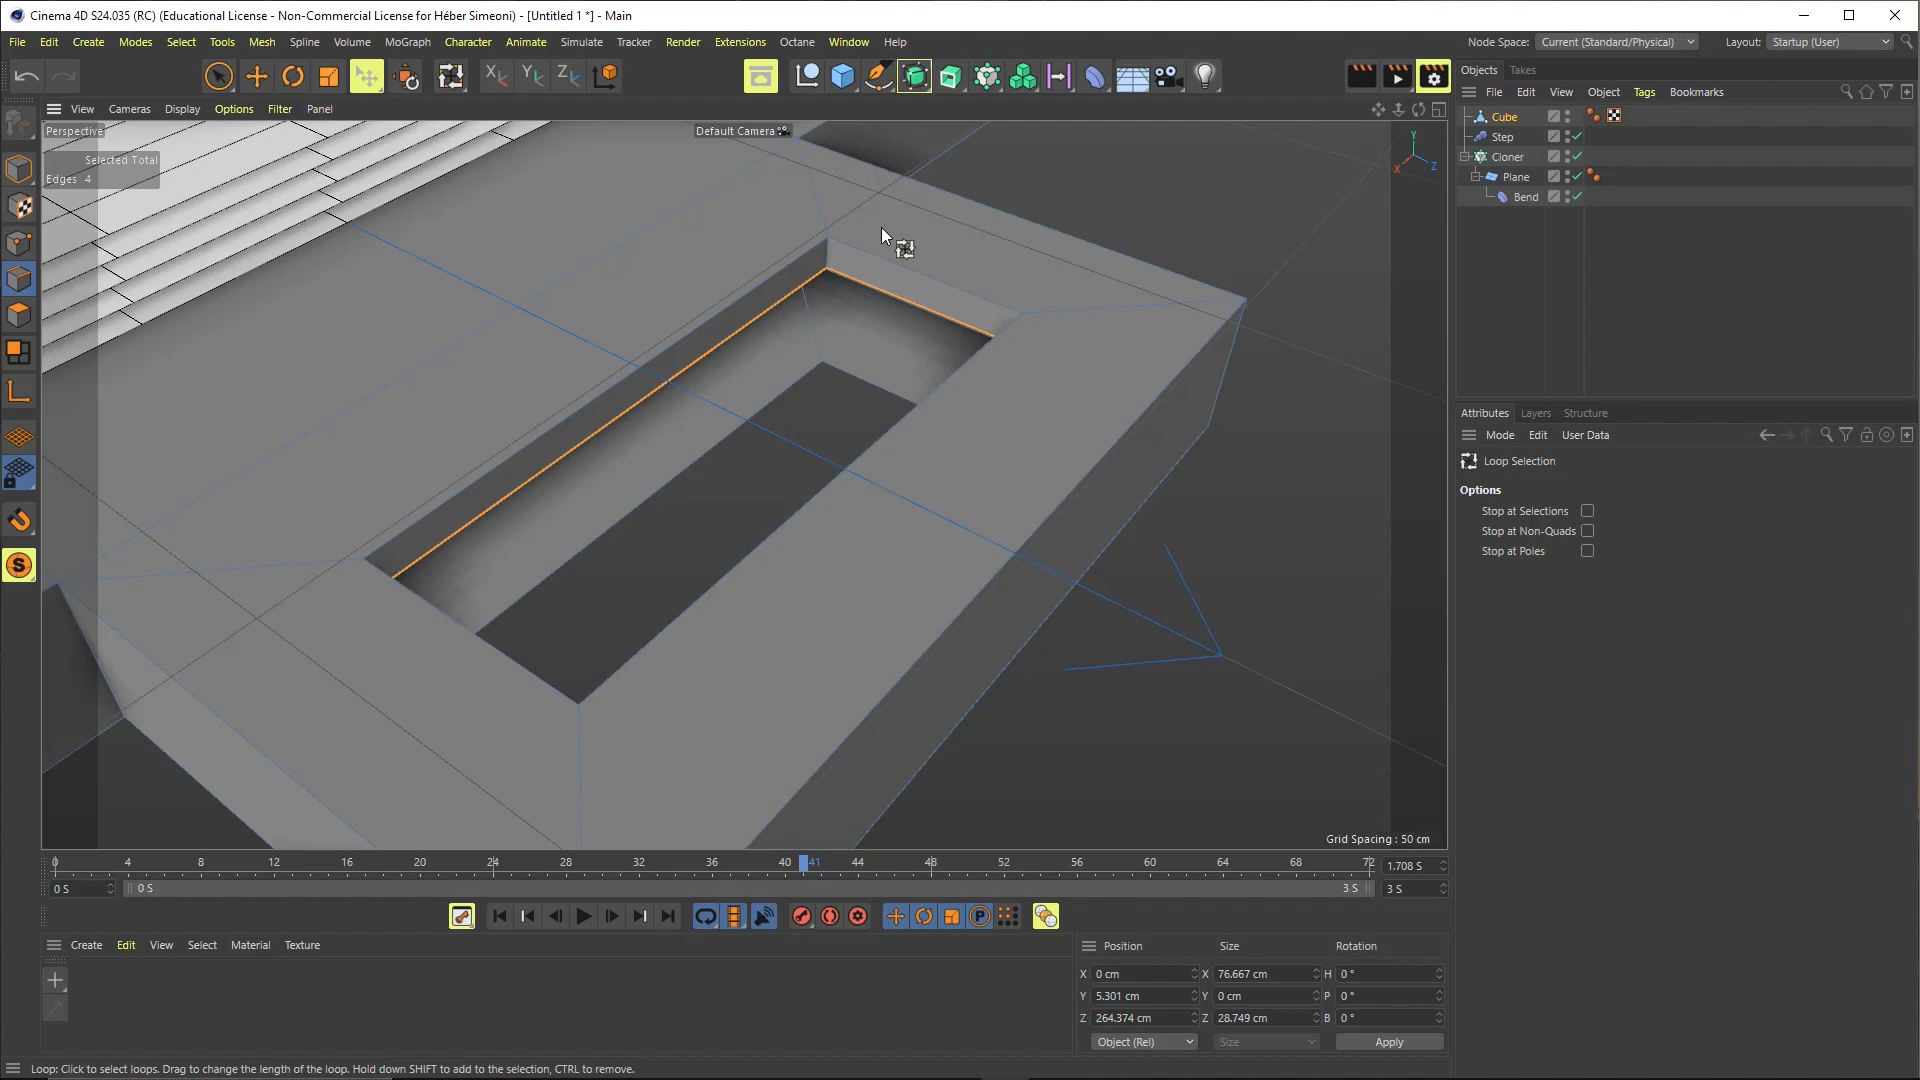 Cinema 4D S24.035 (RC) (Educational License - Non-Commercial License for Héber Simeoni) - [Untitled 1 *] - Main
File Edit Create Modes Select Tools Mesh Spline Volume MoGraph Character Animate Simulate Tracker Render Extensions Octane Window Help
Node Space: Current (Standard/Physical) Layout: Startup (User)
X Y Z
Objects Takes
File Edit View Object Tags Bookmarks
View Cameras Display Options Filter Panel
Perspective
Default Camera
Selected Total
Edges 4
Y
X Z
Cube
Step
Cloner
Plane
Bend
Attributes Layers Structure
Mode Edit User Data
Loop Selection
Options
Stop at Selections
Stop at Non-Quads
Stop at Poles
S
Grid Spacing : 50 cm
0 4 8 12 16 20 24 28 32 36 40 41 44 48 52 56 60 64 68 72
1.708 S
0 S 0 S 3 S 3 S
P
Create Edit View Select Material Texture
Position Size Rotation
X 0 cm X 76.667 cm H 0 °
Y 5.301 cm Y 0 cm P 0 °
Z 264.374 cm Z 28.749 cm B 0 °
Object (Rel) Size Apply
Loop: Click to select loops. Drag to change the length of the loop. Hold down SHIFT to add to the selection, CTRL to remove.